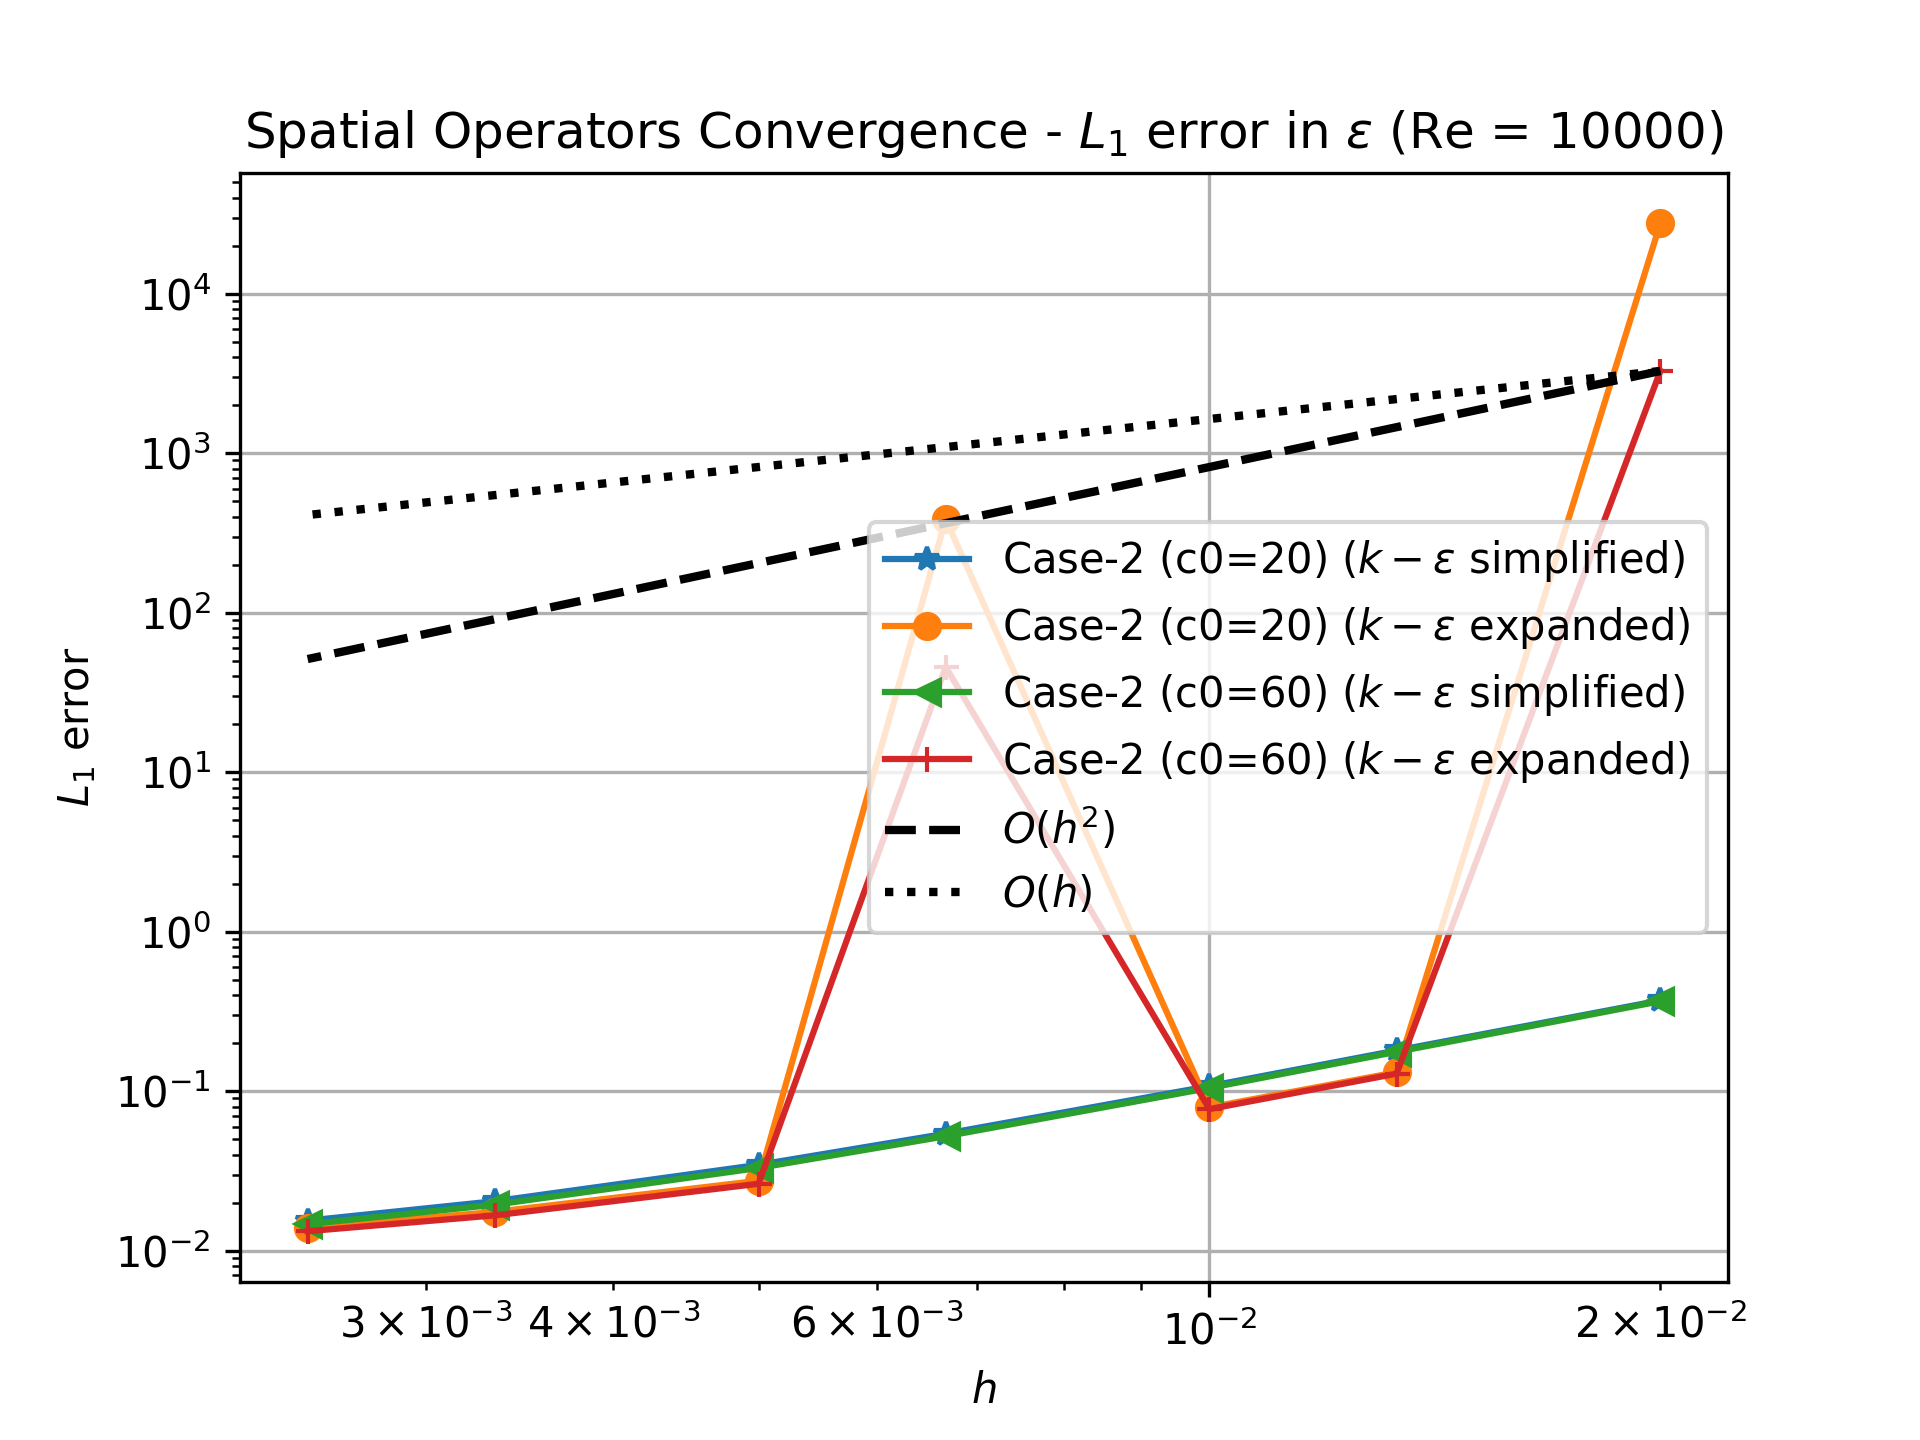 Spatial Operators Convergence - L₁ error in ε (Re = 10000)
10⁴
10³
10²
10¹
10⁰
10⁻¹
10⁻²
L₁ error
Case-2 (c0=20) (k − ε simplified)
Case-2 (c0=20) (k − ε expanded)
Case-2 (c0=60) (k − ε simplified)
Case-2 (c0=60) (k − ε expanded)
O(h²)
O(h)
3 × 10⁻³ 4 × 10⁻³ 6 × 10⁻³ 10⁻² 2 × 10⁻²
h